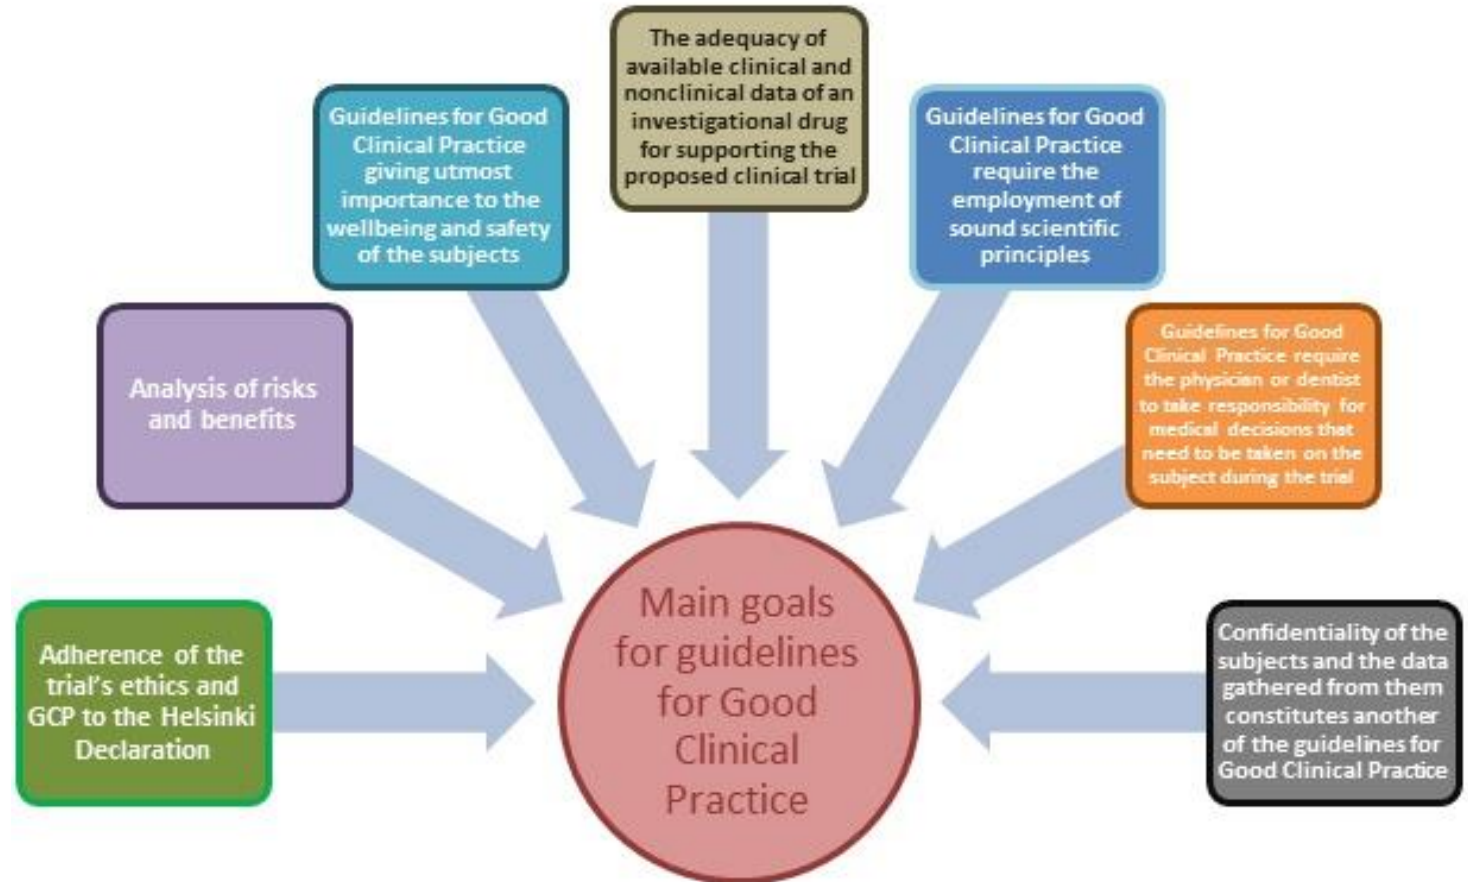 The adequacy of
available clinical and
nonclinical data of an
investigational drug
for supporting the
proposed clinical trial
Guidelines for Good
Clinical Practice
giving utmost
importance to the
wellbeing and safety
of the subjects
Guidelines for Good
Clinical Practice
require the
employment of
sound scientific
principles
Analysis of risks
and benefits
Guidelines for Good
Clinical Practice require
the physician or dentist
to take responsibility for
medical decisions that
need to be taken on the
subject during the trial
Adherence of the
trial's ethics and
GCP to the Helsinki
Declaration
Main goals
for guidelines
for Good
Clinical
Practice
Confidentiality of the
subjects and the data
gathered from them
constitutes another
of the guidelines for
Good Clinical Practice